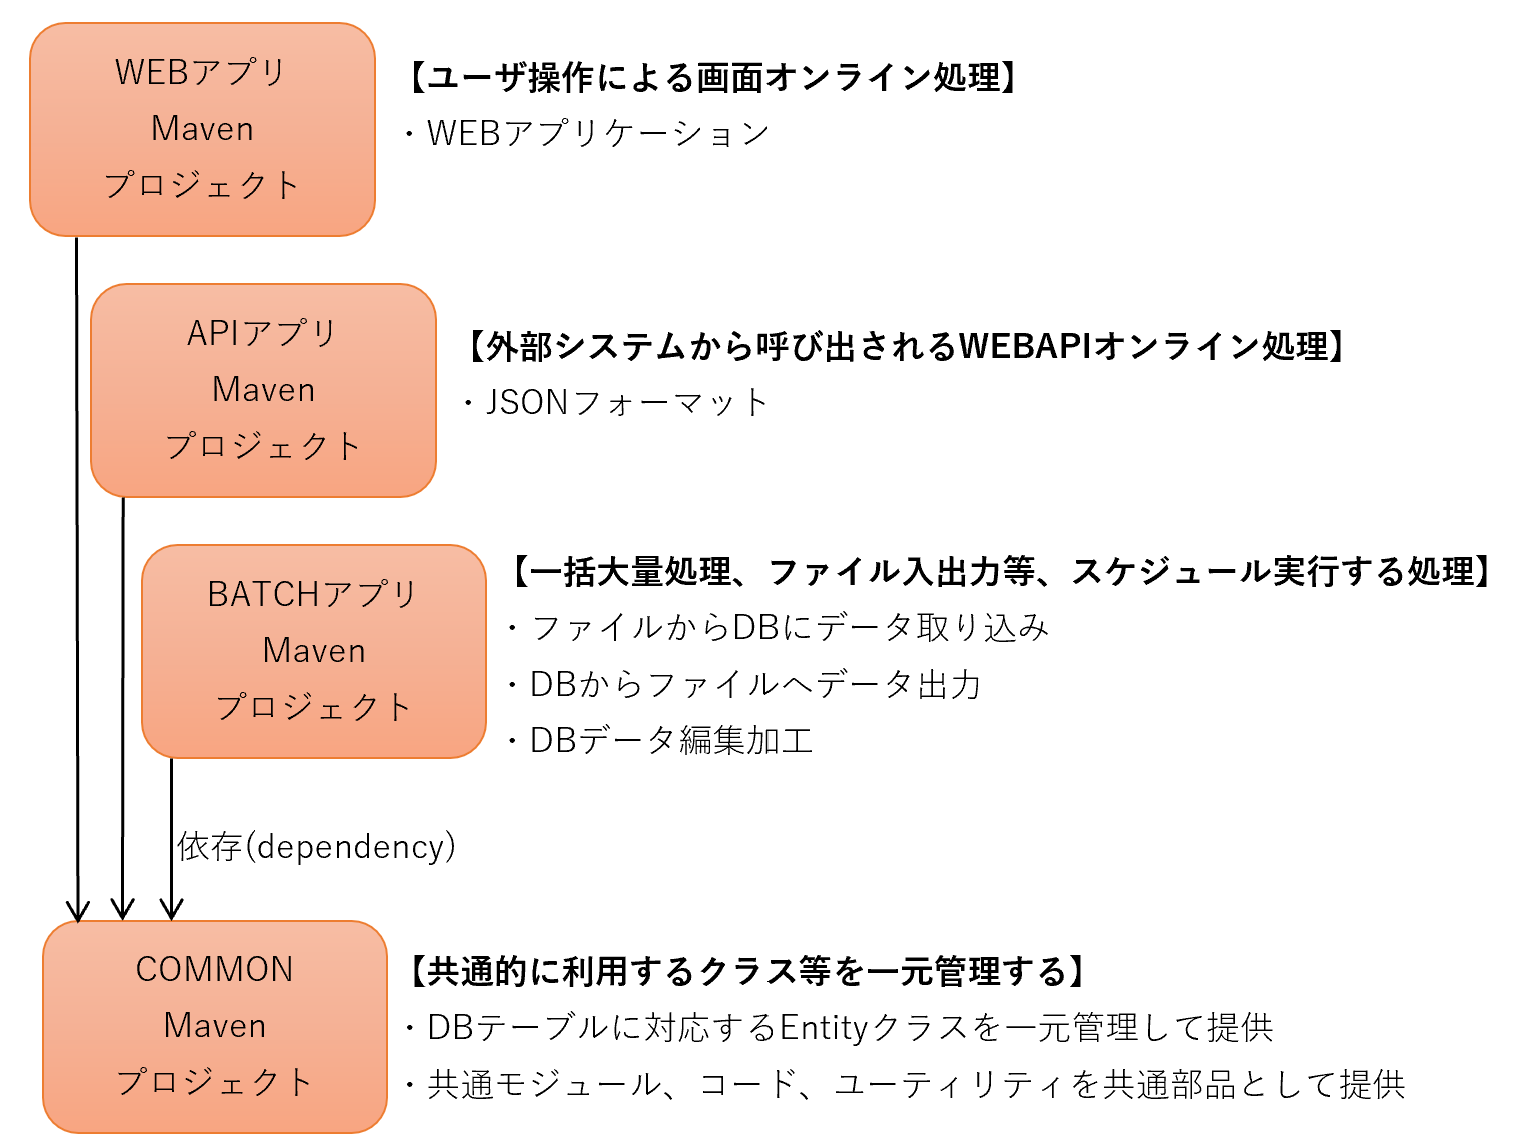 WEBアプリ
Maven
プロジェクト
【ユーザ操作による画面オンライン処理】
・WEBアプリケーション
APIアプリ
Maven
プロジェクト
【外部システムから呼び出されるWEBAPIオンライン処理】
・JSONフォーマット
BATCHアプリ
Maven
プロジェクト
【一括大量処理、ファイル入出力等、スケジュール実行する処理】
・ファイルからDBにデータ取り込み
・DBからファイルへデータ出力
・DBデータ編集加工
依存(dependency)
COMMON
Maven
プロジェクト
【共通的に利用するクラス等を一元管理する】
・DBテーブルに対応するEntityクラスを一元管理して提供
・共通モジュール、コード、ユーティリティを共通部品として提供